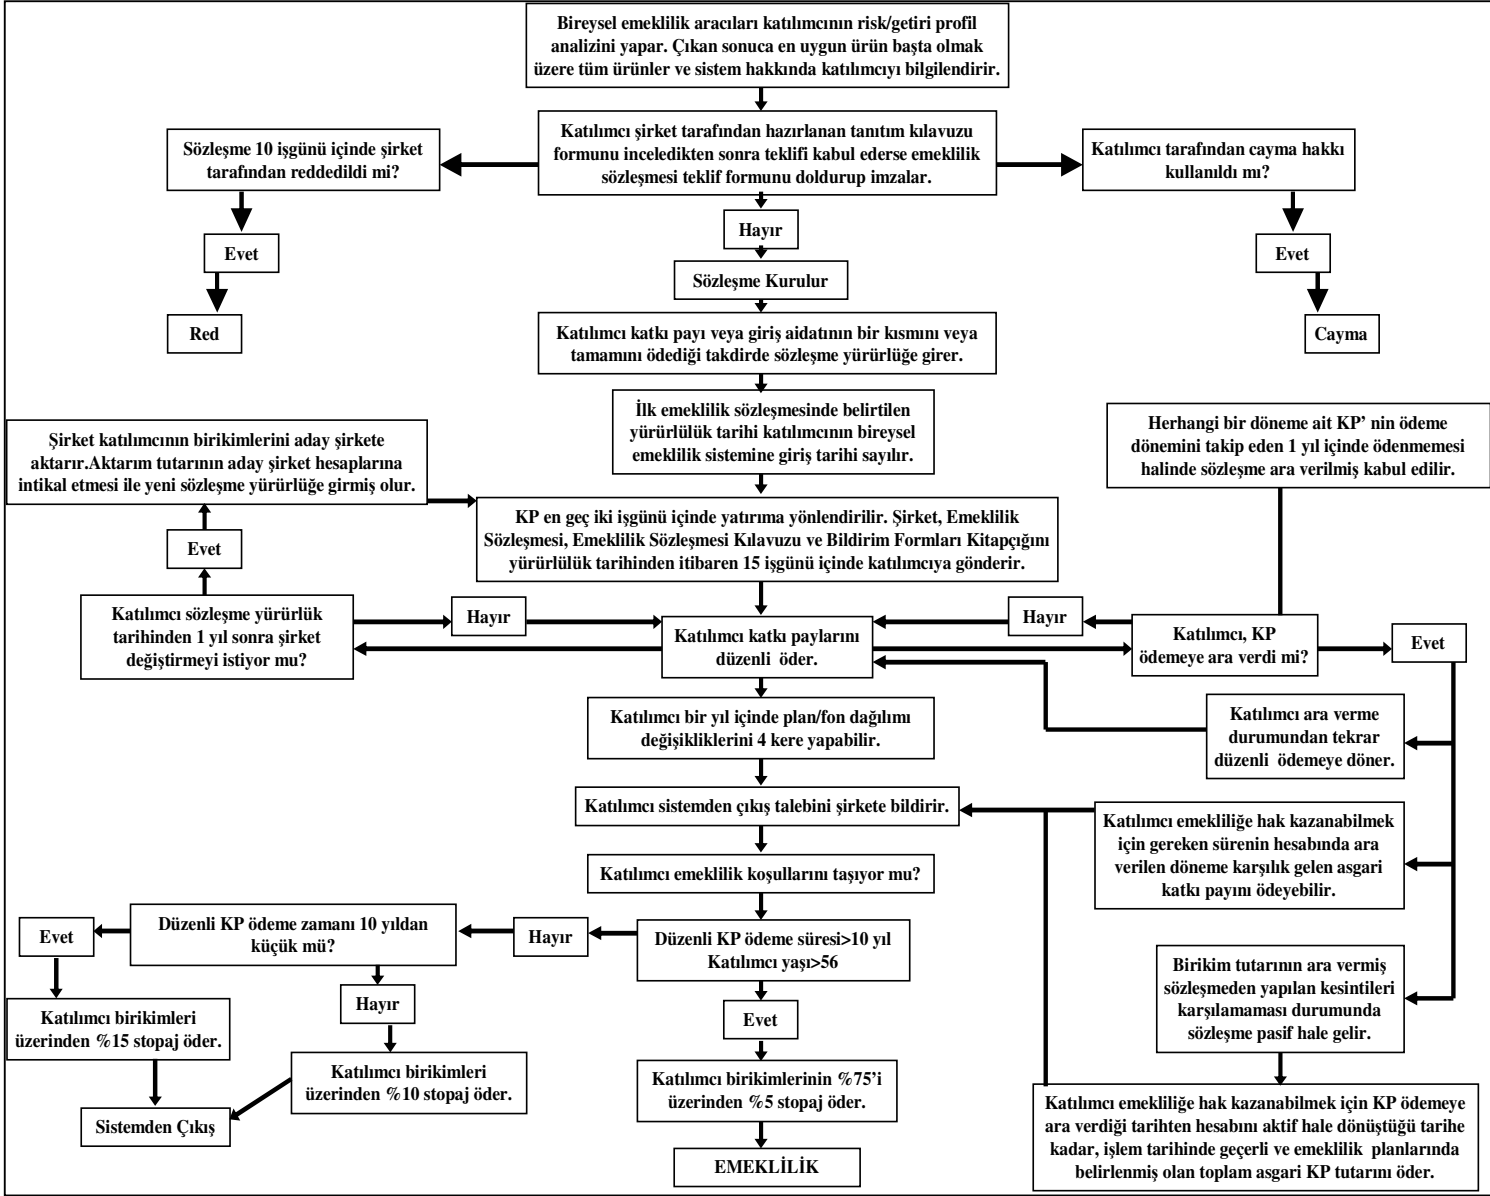 Bireysel emeklilik aracıları katılımcının risk/getiri profil
analizini yapar. Çıkan sonuca en uygun ürün başta olmak
üzere tüm ürünler ve sistem hakkında katılımcıyı bilgilendirir.
Sözleşme 10 işgünü içinde şirket
tarafından reddedildi mi?
Katılımcı şirket tarafından hazırlanan tanıtım kılavuzu
formunu inceledikten sonra teklifi kabul ederse emeklilik
sözleşmesi teklif formunu doldurup imzalar.
Katılımcı tarafından cayma hakkı
kullanıldı mı?
Evet
Red
Hayır
Evet
Cayma
Sözleşme Kurulur
Katılımcı katkı payı veya giriş aidatının bir kısmını veya
tamamını ödediği takdirde sözleşme yürürlüğe girer.
İlk emeklilik sözleşmesinde belirtilen
yürürlülük tarihi katılımcının bireysel
emeklilik sistemine giriş tarihi sayılır.
Şirket katılımcının birikimlerini aday şirkete
aktarır.Aktarım tutarının aday şirket hesaplarına
intikal etmesi ile yeni sözleşme yürürlüğe girmiş olur.
Herhangi bir döneme ait KP' nin ödeme
dönemini takip eden 1 yıl içinde ödenmemesi
halinde sözleşme ara verilmiş kabul edilir.
KP en geç iki işgünü içinde yatırıma yönlendirilir. Şirket, Emeklilik
Sözleşmesi, Emeklilik Sözleşmesi Kılavuzu ve Bildirim Formları Kitapçığını
yürürlülük tarihinden itibaren 15 işgünü içinde katılımcıya gönderir.
Evet
Katılımcı sözleşme yürürlük
tarihinden 1 yıl sonra şirket
değiştirmeyi istiyor mu?
Hayır
Katılımcı katkı paylarını
düzenli öder.
Hayır
Katılımcı, KP
ödemeye ara verdi mi?
Evet
Katılımcı bir yıl içinde plan/fon dağılımı
değişikliklerini 4 kere yapabilir.
Katılımcı ara verme
durumundan tekrar
düzenli ödemeye döner.
Katılımcı sistemden çıkış talebini şirkete bildirir.
Katılımcı emekliliğe hak kazanabilmek
için gereken sürenin hesabında ara
verilen döneme karşılık gelen asgari
katkı payını ödeyebilir.
Katılımcı emeklilik koşullarını taşıyor mu?
Evet
Düzenli KP ödeme zamanı 10 yıldan
küçük mü?
Hayır
Düzenli KP ödeme süresi>10 yıl
Katılımcı yaşı>56
Birikim tutarının ara vermiş
sözleşmeden yapılan kesintileri
karşılamaması durumunda
sözleşme pasif hale gelir.
Katılımcı birikimleri
üzerinden %15 stopaj öder.
Hayır
Evet
Katılımcı birikimleri
üzerinden %10 stopaj öder.
Katılımcı birikimlerinin %75'i
üzerinden %5 stopaj öder.
Katılımcı emekliliğe hak kazanabilmek için KP ödemeye
ara verdiği tarihten hesabını aktif hale dönüştüğü tarihe
kadar, işlem tarihinde geçerli ve emeklilik planlarında
belirlenmiş olan toplam asgari KP tutarını öder.
Sistemden Çıkış
EMEKLİLİK